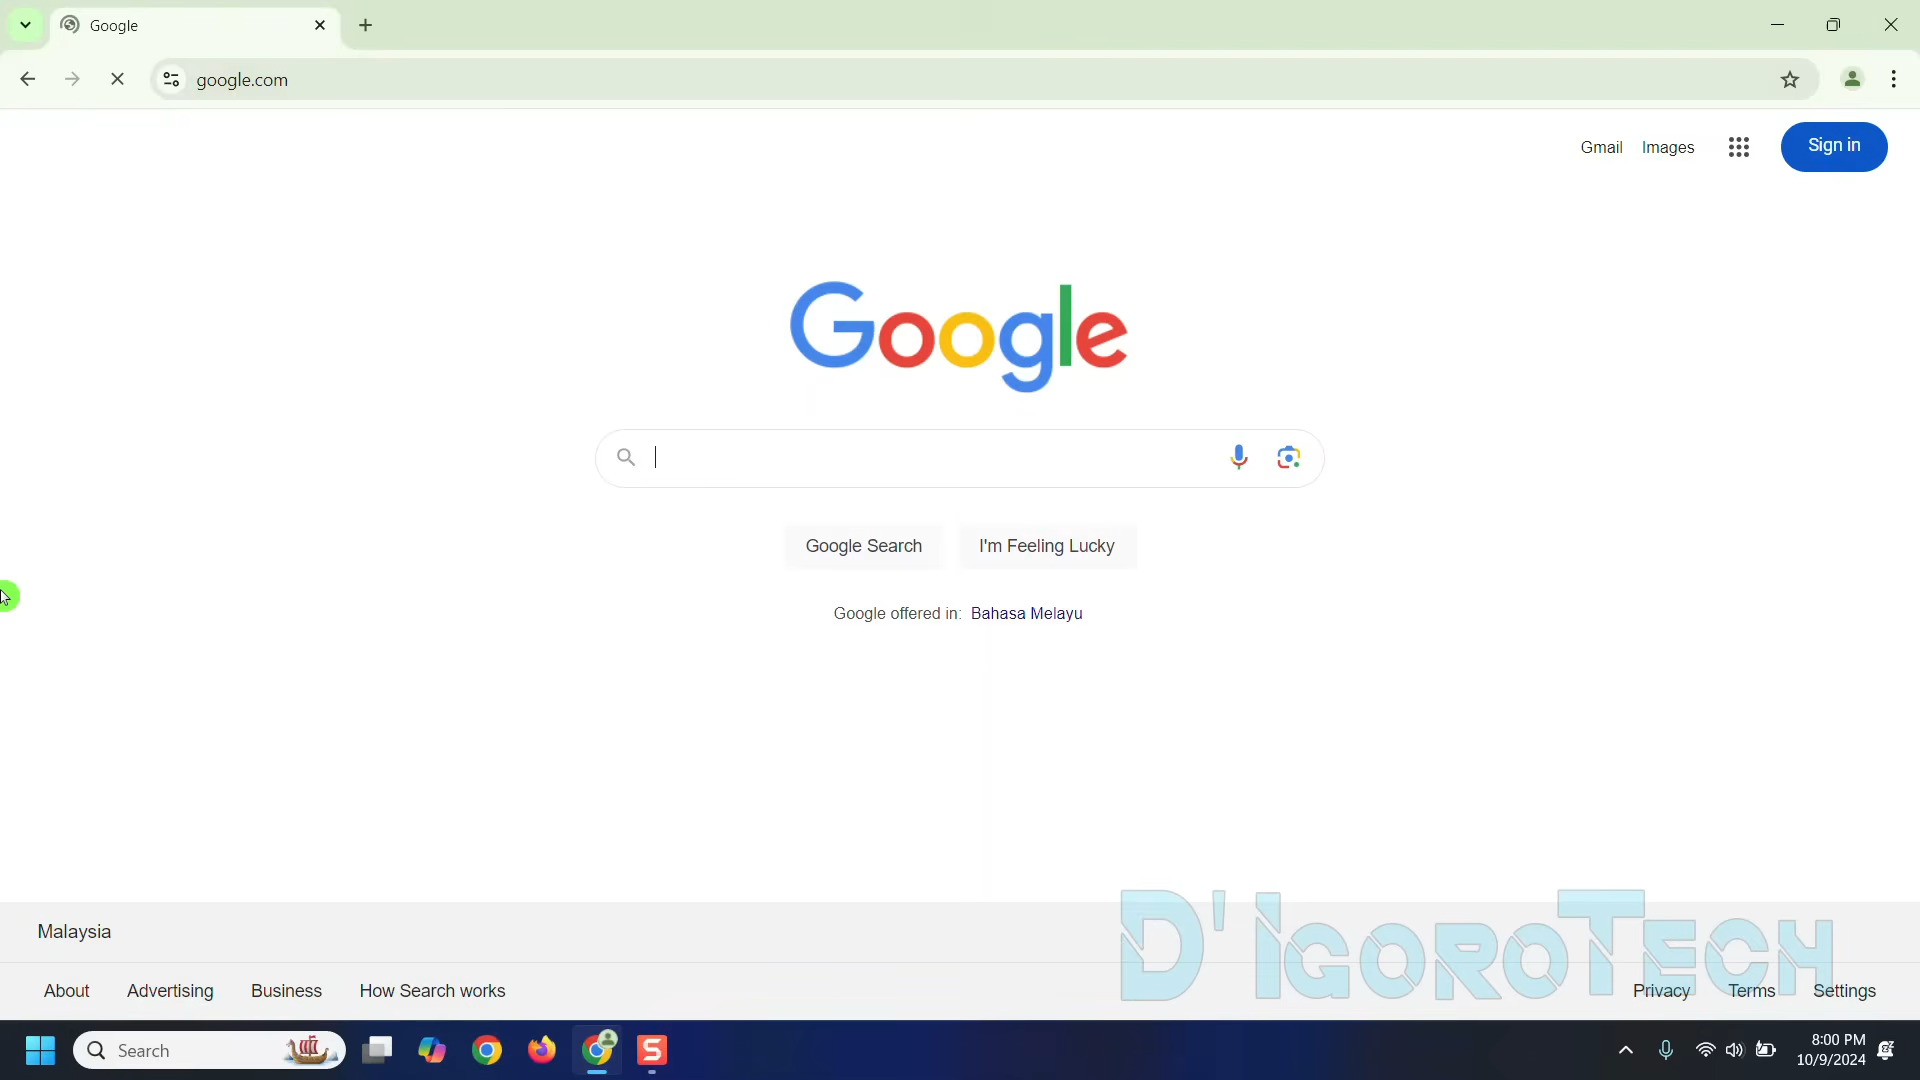 Google
google.com
Gmail Images Sign in
Google
Google Search I'm Feeling Lucky
Google offered in: Bahasa Melayu
Malaysia
D'IGOROTECH
About Advertising Business How Search works Privacy Terms Settings
Search S 8:00 PM
10/9/2024